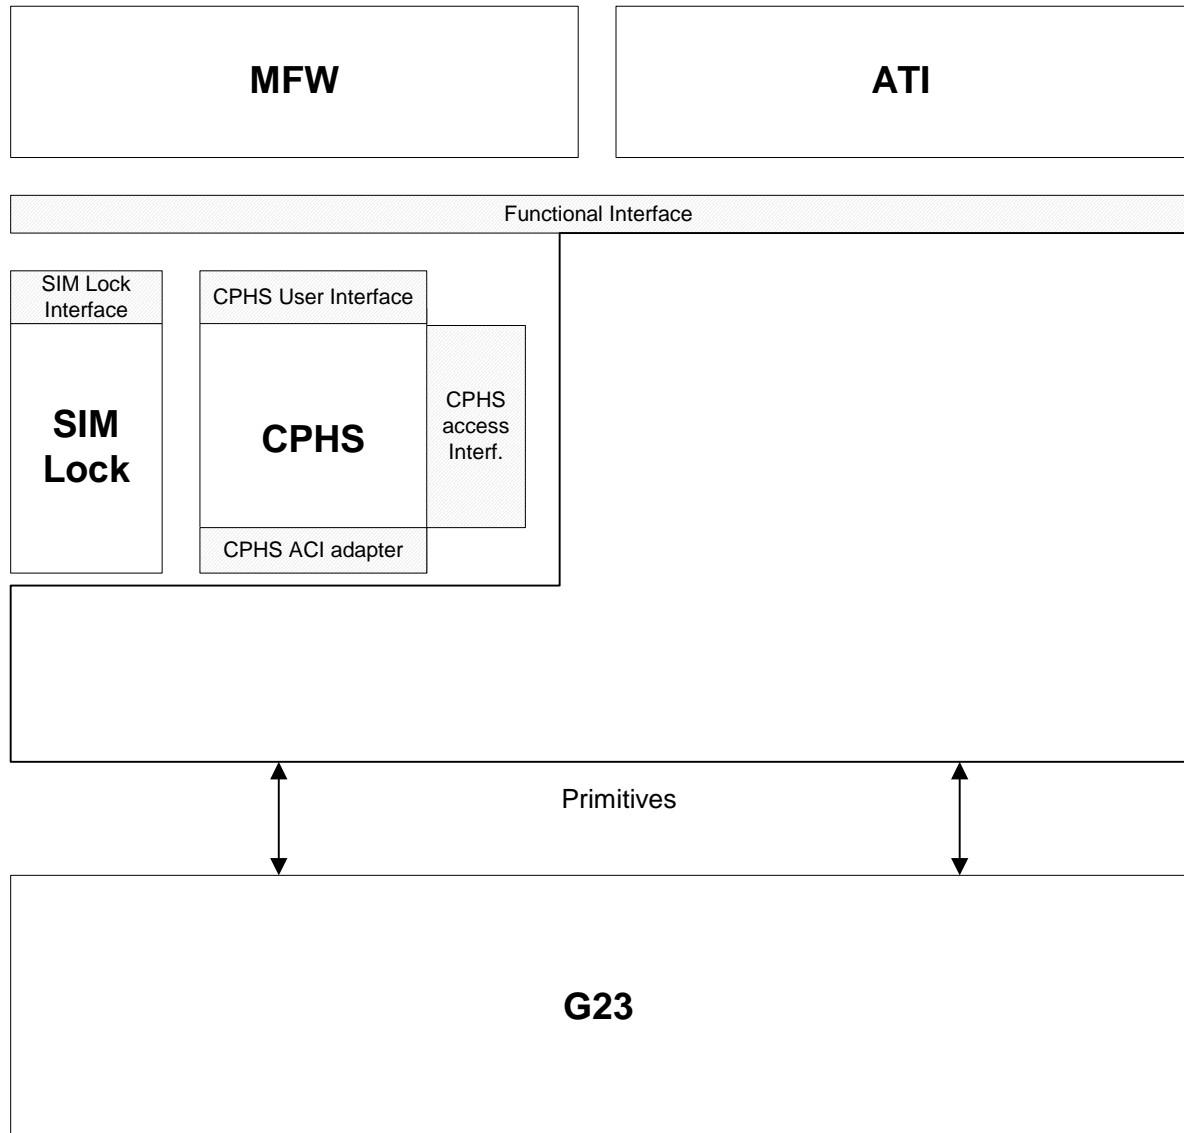 MFW
ATI
Functional Interface
SIM Lock
Interface
CPHS User Interface
SIM
Lock
CPHS
CPHS
access
Interf.
CPHS ACI adapter
Primitives
G23